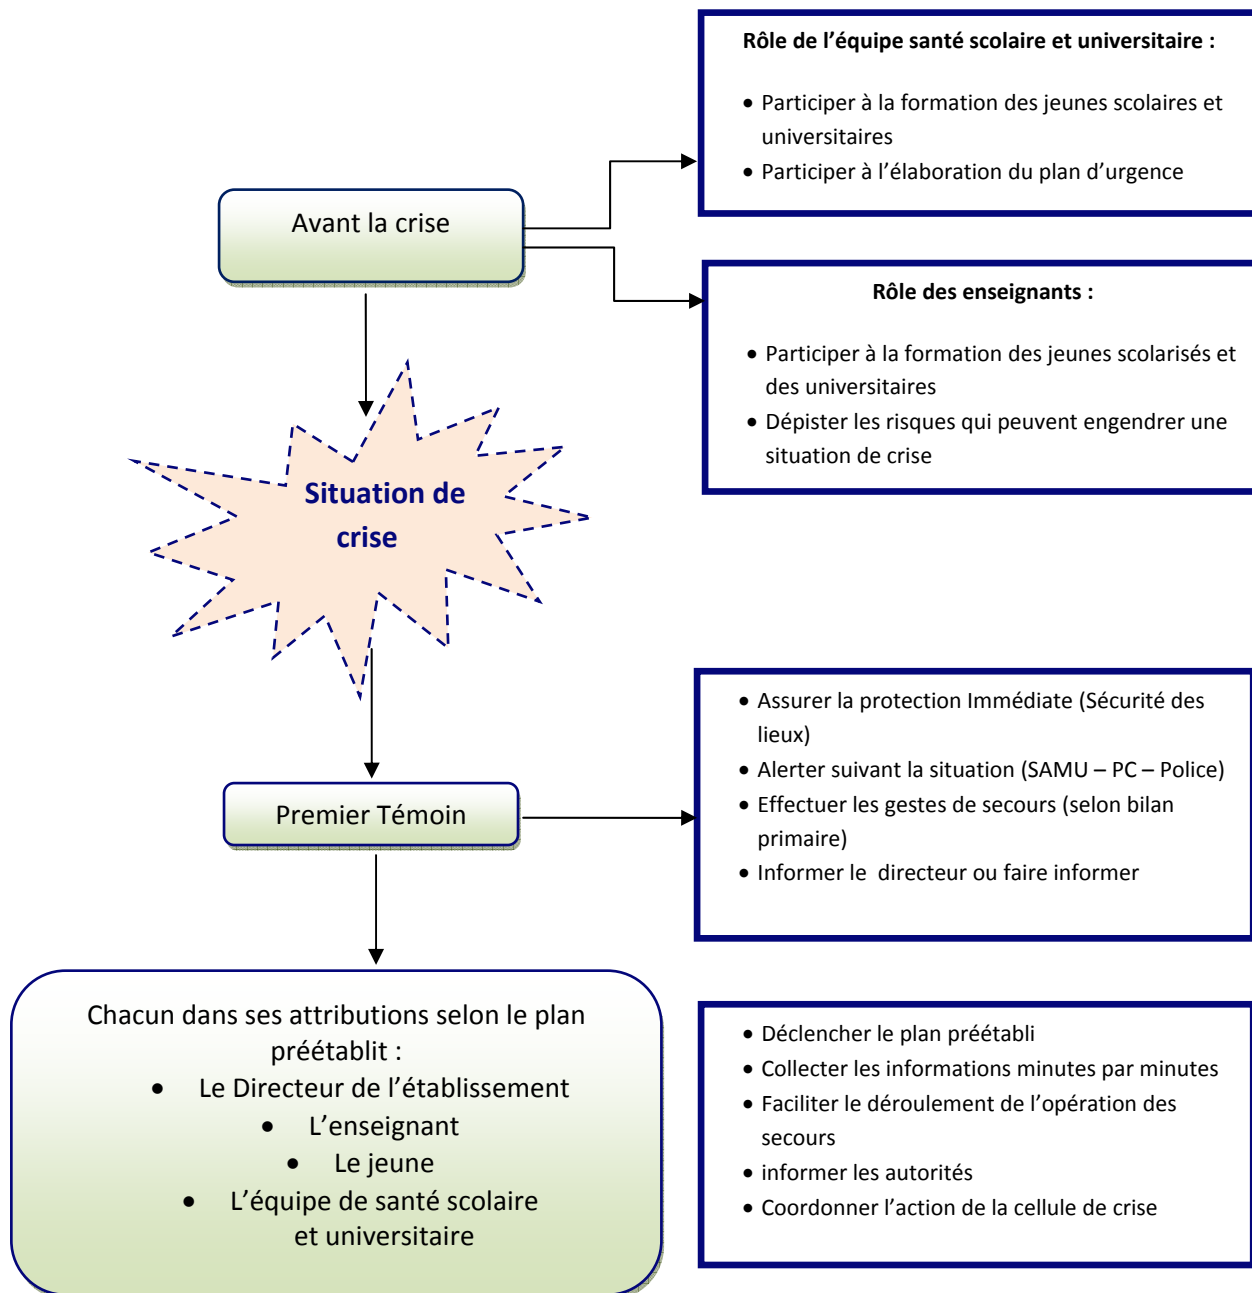 Rôle de l’équipe santé scolaire et universitaire :
• Participer à la formation des jeunes scolaires et
universitaires
• Participer à l’élaboration du plan d’urgence
Avant la crise
Rôle des enseignants :
• Participer à la formation des jeunes scolarisés et
des universitaires
• Dépister les risques qui peuvent engendrer une
situation de crise
Situation de
crise
• Assurer la protection Immédiate (Sécurité des
lieux)
• Alerter suivant la situation (SAMU – PC – Police)
• Effectuer les gestes de secours (selon bilan
primaire)
• Informer le directeur ou faire informer
Premier Témoin
Chacun dans ses attributions selon le plan
préétablit :
• Le Directeur de l’établissement
• L’enseignant
• Le jeune
• L’équipe de santé scolaire
et universitaire
• Déclencher le plan préétabli
• Collecter les informations minutes par minutes
• Faciliter le déroulement de l’opération des
secours
• informer les autorités
• Coordonner l’action de la cellule de crise